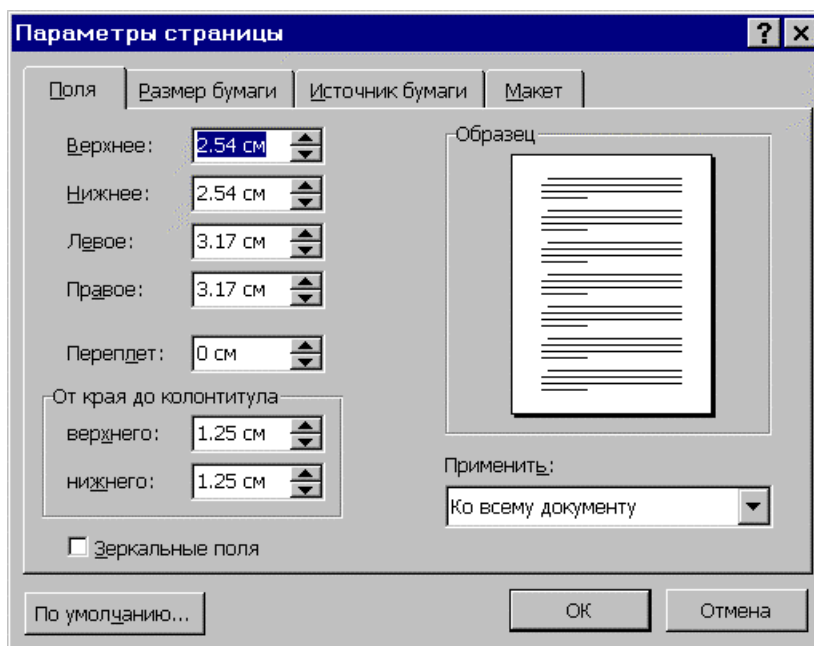 Параметры страницы
Поля Размер бумаги Источник бумаги Макет
Верхнее: 2.54 см
Нижнее: 2.54 см
Левое: 3.17 см
Правое: 3.17 см
Переплет: 0 см
От края до колонтитула
верхнего: 1.25 см
нижнего: 1.25 см
Зеркальные поля
Образец
Применить:
Ко всему документу
По умолчанию... ОК Отмена